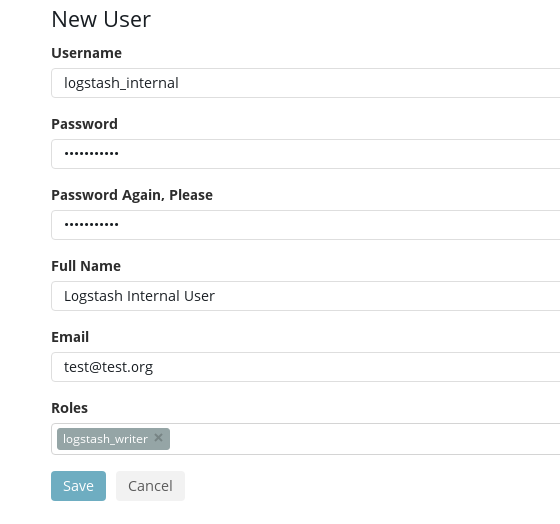 New User
Username
logstash_internal
Password
•••••••••••
Password Again, Please
•••••••••••
Full Name
Logstash Internal User
Email
test@test.org
Roles
logstash_writer ×
Save Cancel